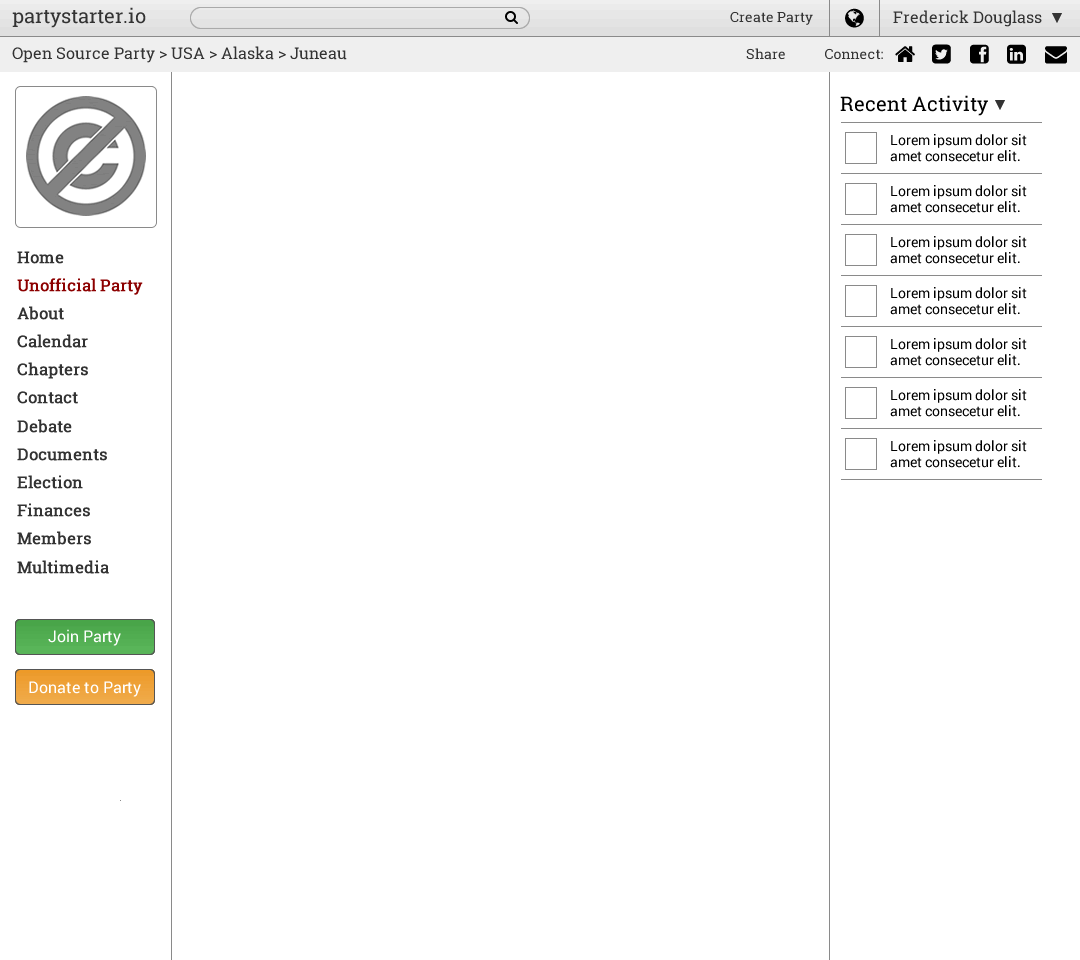 partystarter.io
Create Party
Frederick Douglass ▼
Open Source Party > USA > Alaska > Juneau
Share
Connect:
Home
Unofficial Party
About
Calendar
Chapters
Contact
Debate
Documents
Election
Finances
Members
Multimedia
Join Party
Donate to Party
Recent Activity ▼
Lorem ipsum dolor sit
amet consecetur elit.
Lorem ipsum dolor sit
amet consecetur elit.
Lorem ipsum dolor sit
amet consecetur elit.
Lorem ipsum dolor sit
amet consecetur elit.
Lorem ipsum dolor sit
amet consecetur elit.
Lorem ipsum dolor sit
amet consecetur elit.
Lorem ipsum dolor sit
amet consecetur elit.